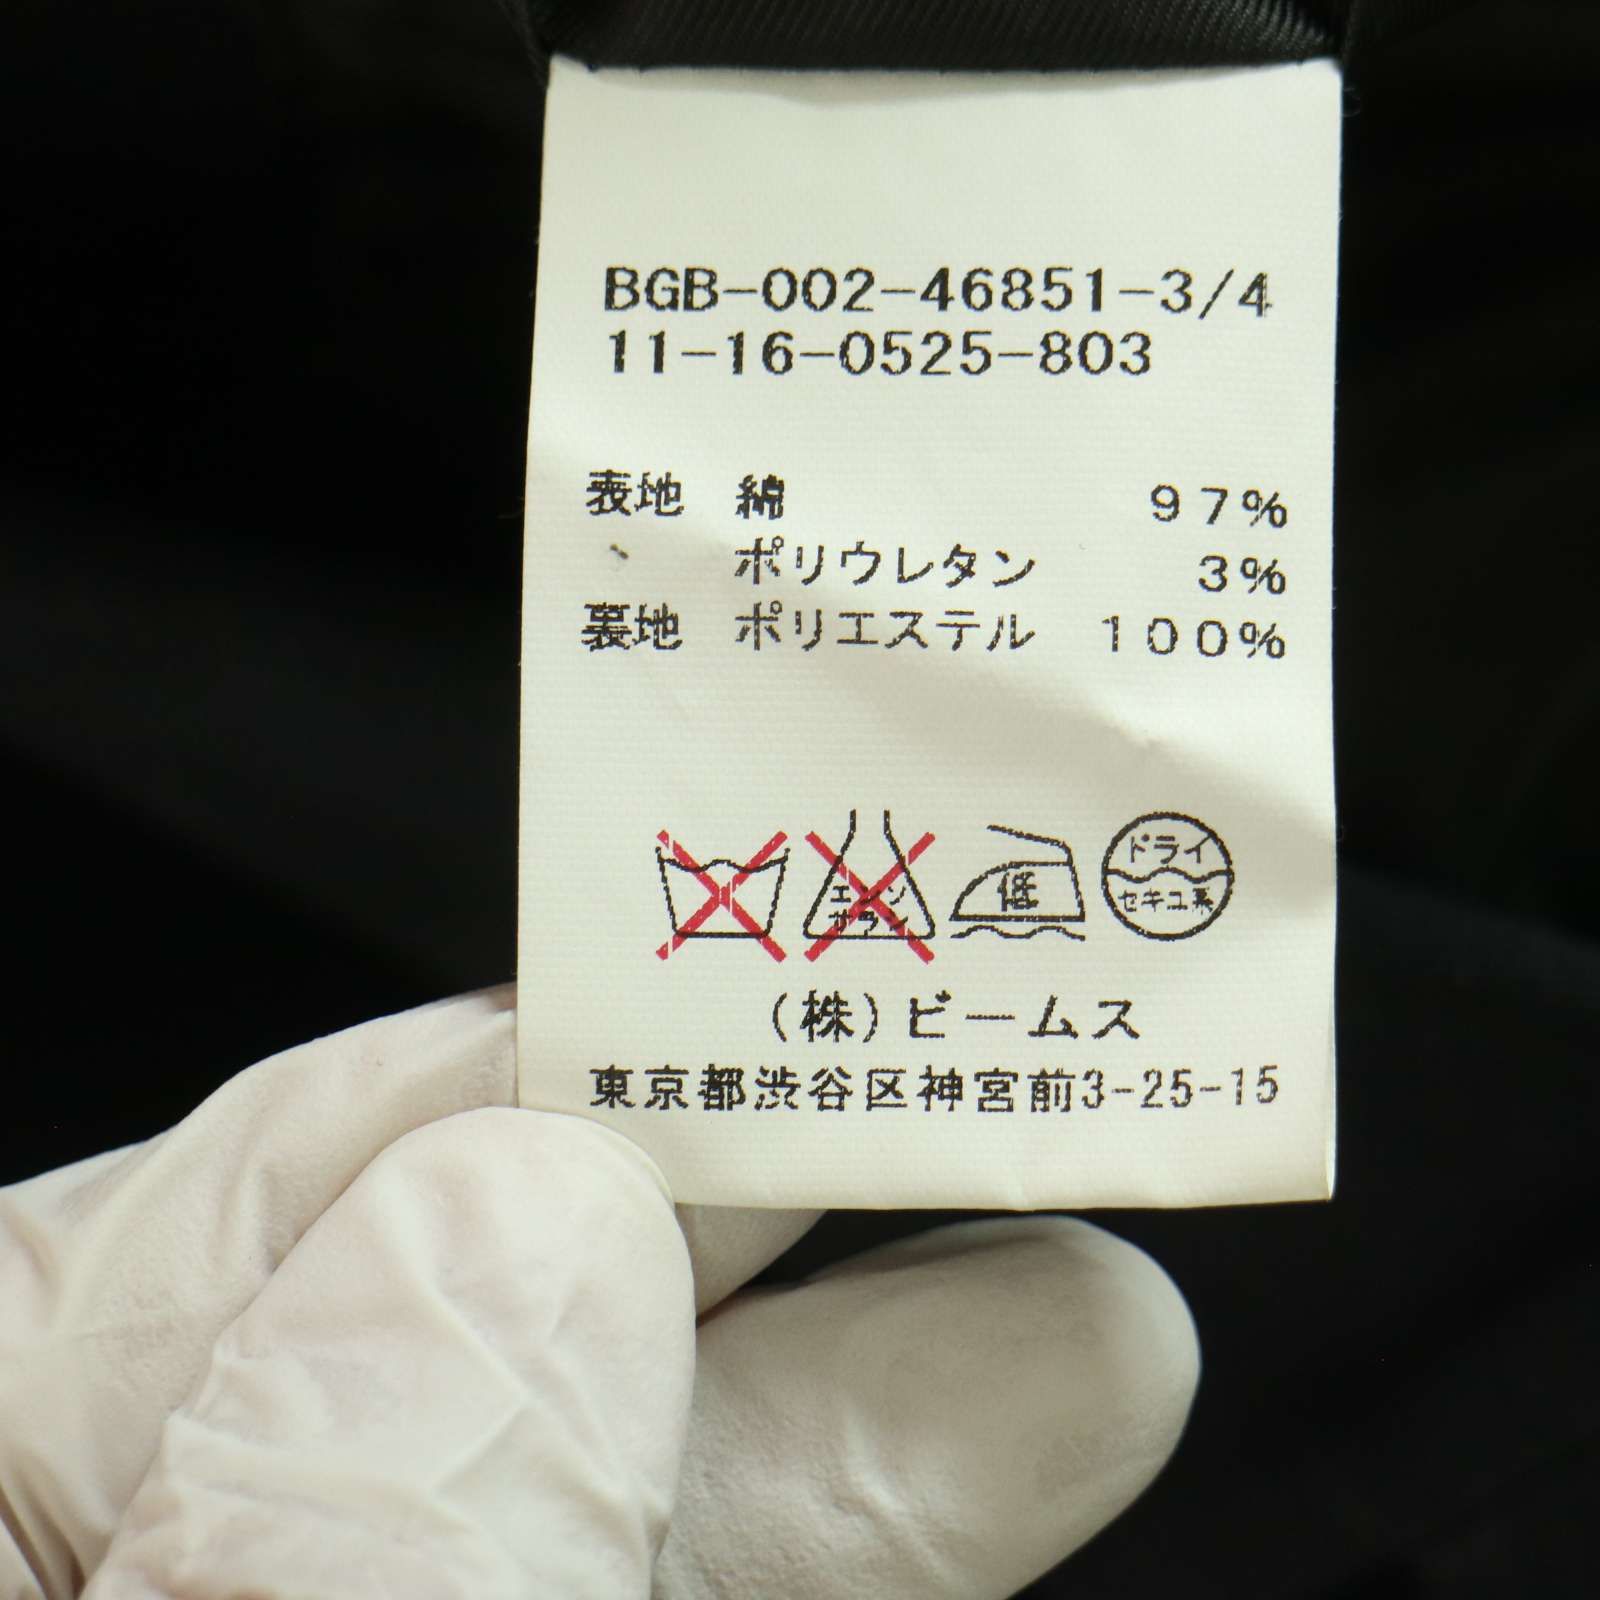 BGB-002-46851-3/4
11-16-0525-803
表地 綿 97%
ポリウレタン 3%
裏地 ポリエステル 100%
エンソ
サラシ
低
ドライ
セキユ系
(株)ビームス
東京都渋谷区神宮前3-25-15